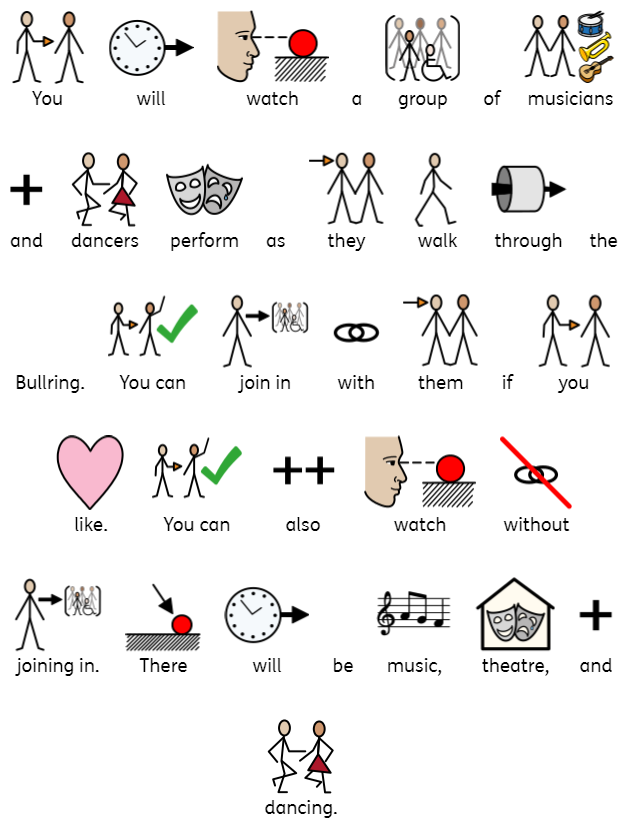 You will watch a group of musicians
and dancers perform as they walk through the
Bullring. You can join in with them if you
like. You can also watch without
joining in. There will be music, theatre, and
dancing.